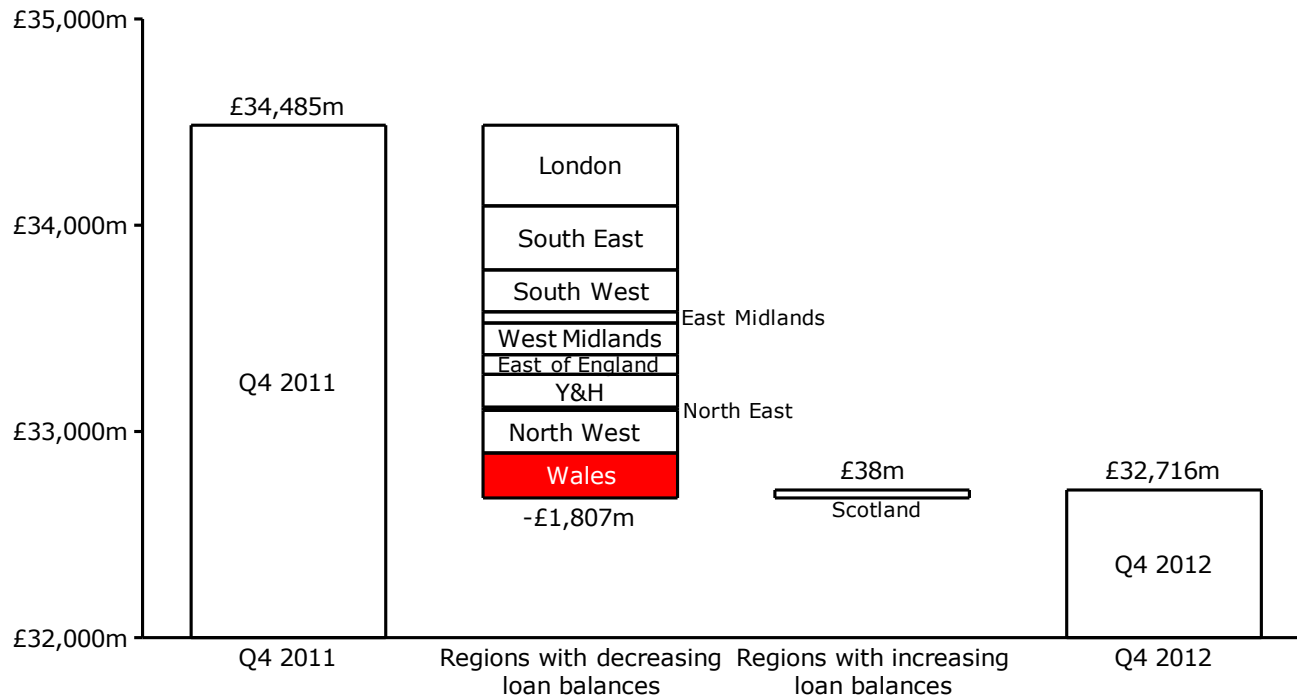 £35,000m
£34,485m
London
£34,000m
South East
South West
East Midlands
West Midlands
East of England
Q4 2011
Y&H
North East
£33,000m
North West
Wales
£38m
£32,716m
-£1,807m
Scotland
Q4 2012
£32,000m
Q4 2011
Regions with decreasing
loan balances
Regions with increasing
loan balances
Q4 2012